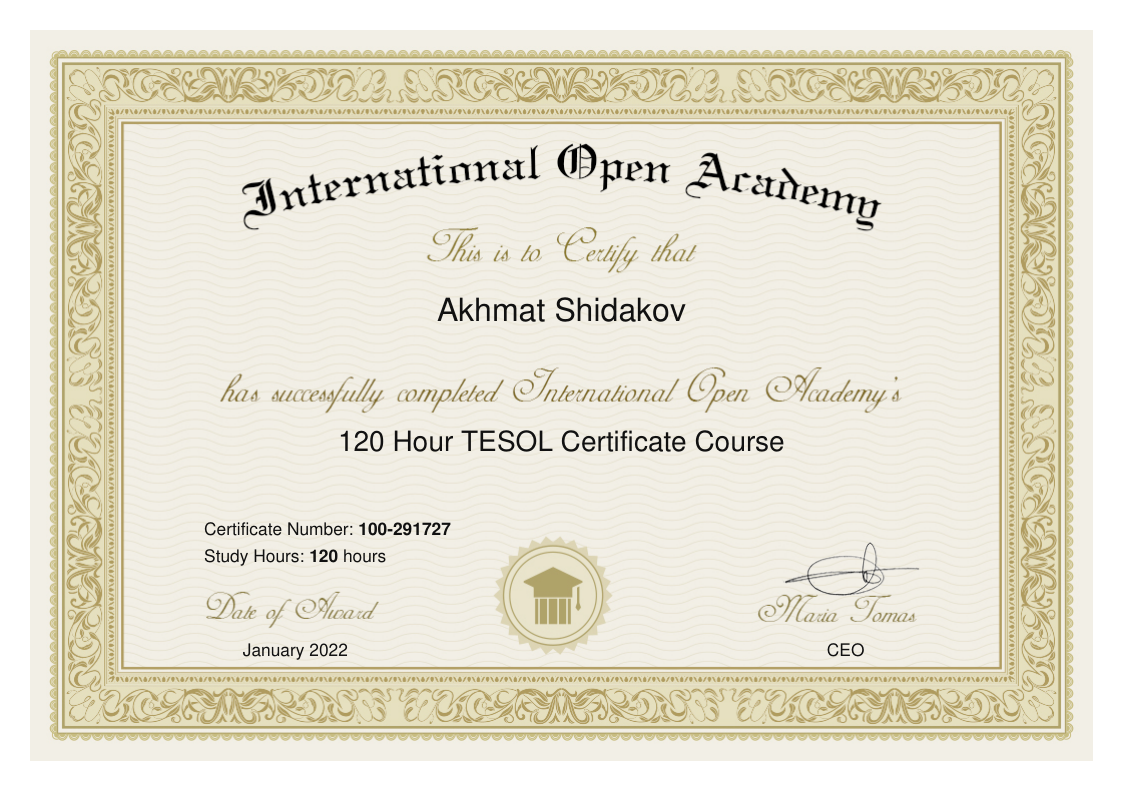 International Open Academy
This is to Certify that
Akhmat Shidakov
has successfully completed International Open Academy's
120 Hour TESOL Certificate Course
Certificate Number: 100-291727
Study Hours: 120 hours
Date of Award
January 2022
Maria Tomas
CEO